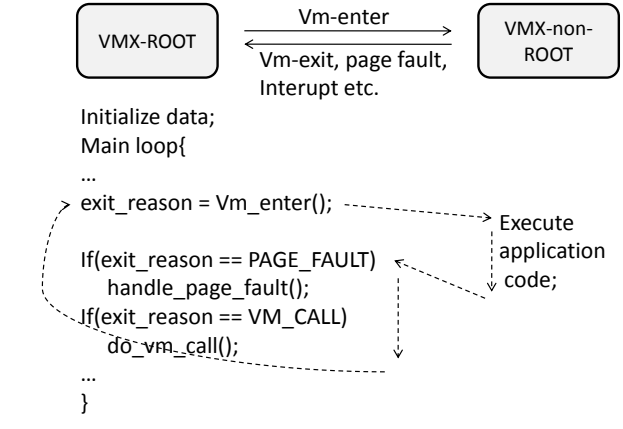 VMX-ROOT
Vm-enter
VMX-non-
ROOT
Vm-exit, page fault,
Interupt etc.
Initialize data;
Main loop{
...
exit_reason = Vm_enter();
Execute
application
code;
If(exit_reason == PAGE_FAULT)
handle_page_fault();
If(exit_reason == VM_CALL)
do_vm_call();
...
}